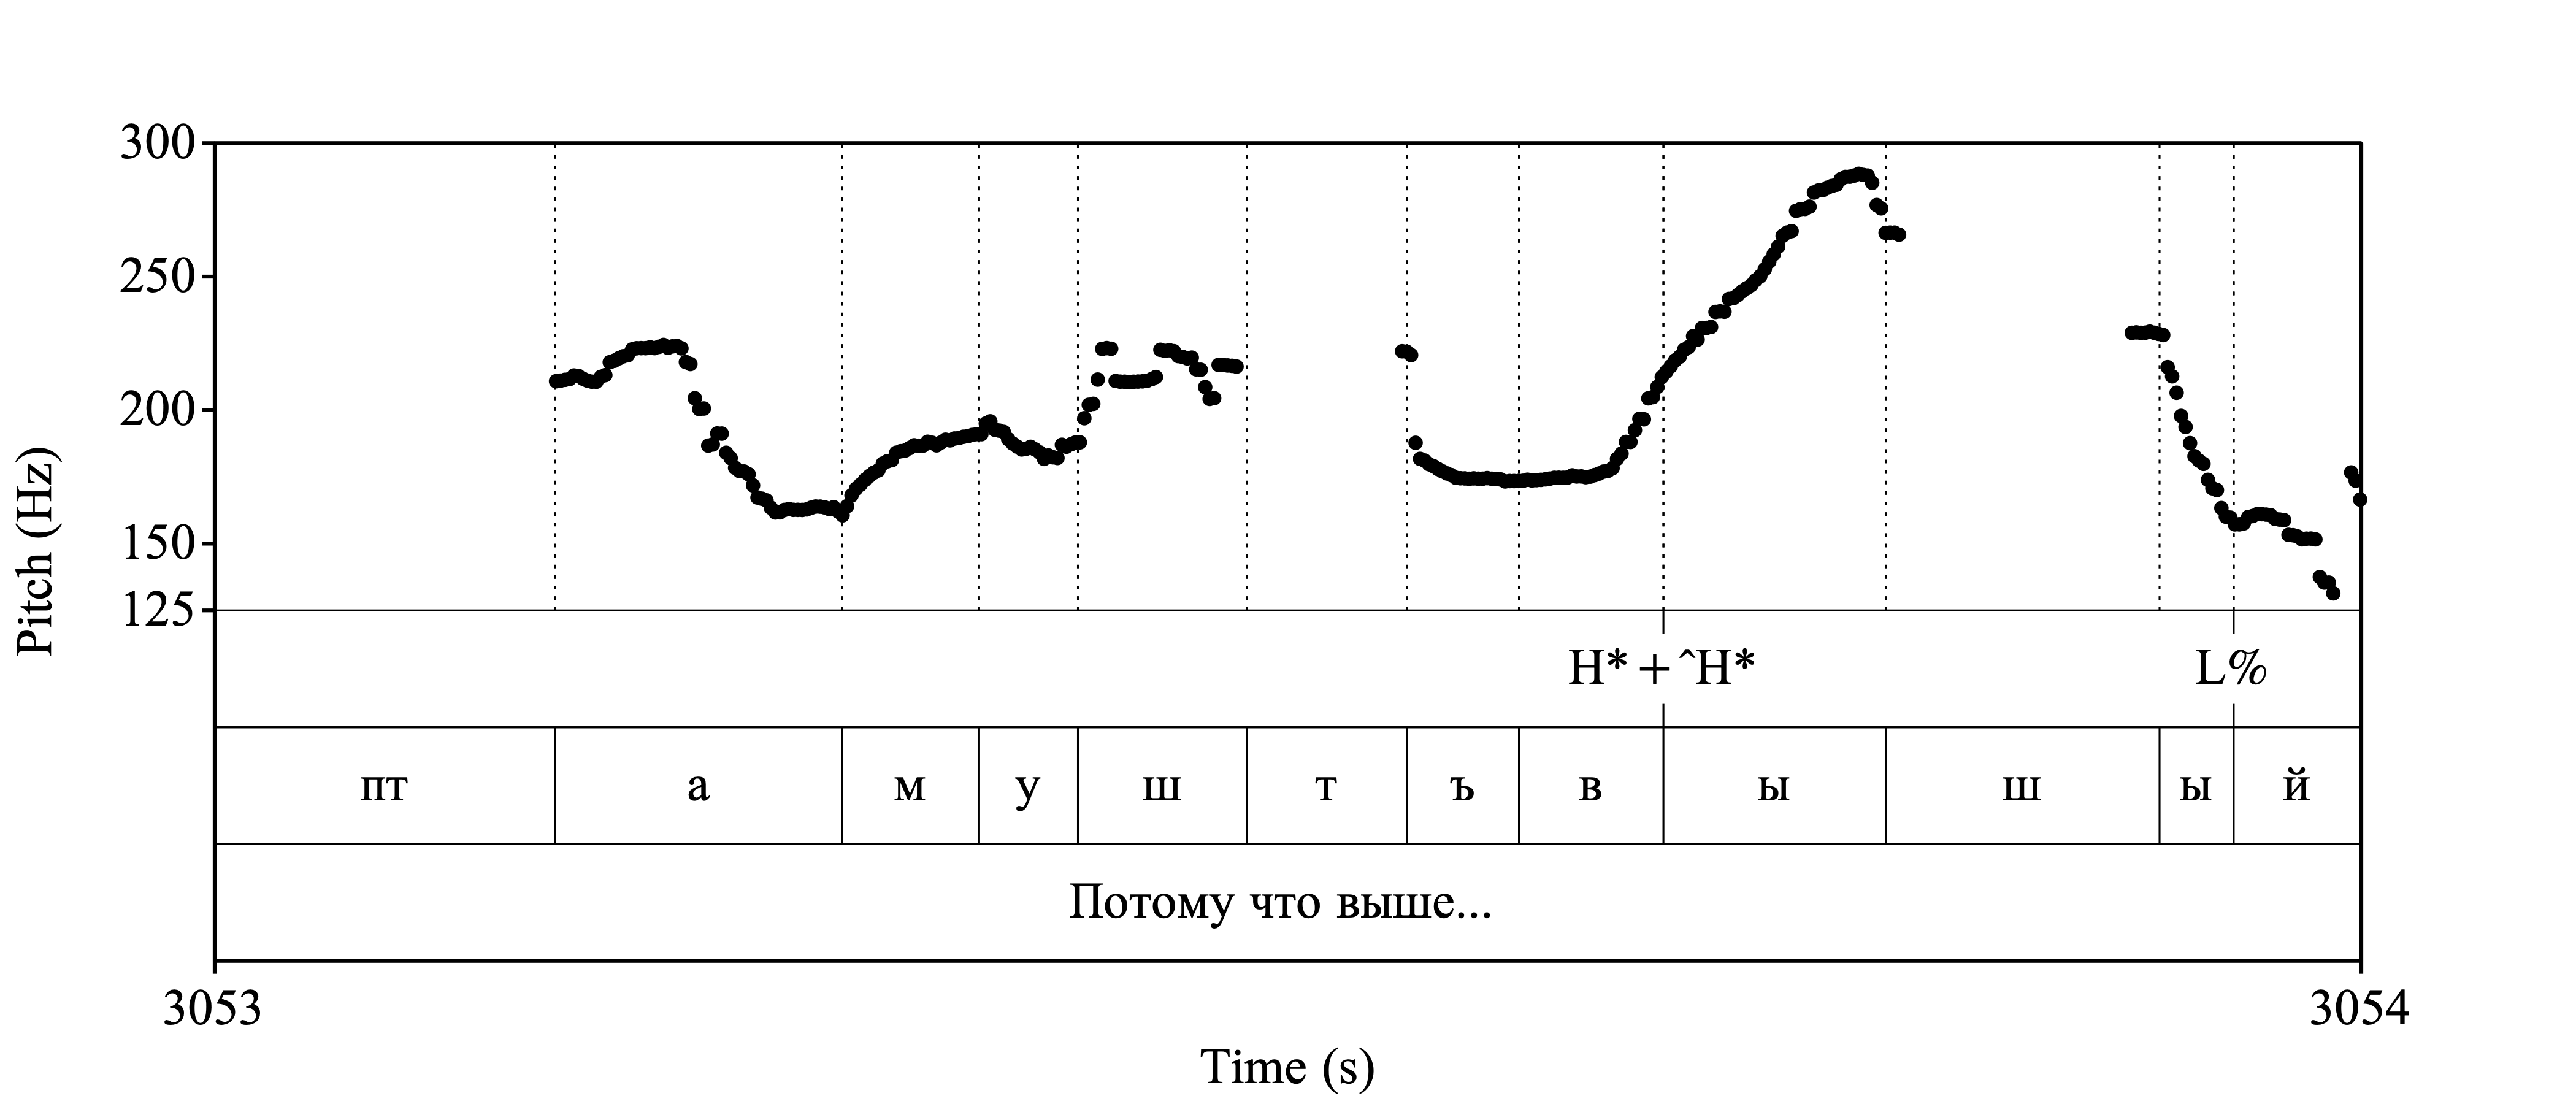 300
250
200
150
125
Pitch (Hz)
H* + ^H* L%
пт а м у ш т ъ в ы ш ы й
Потому что выше...
3053 3054
Time (s)